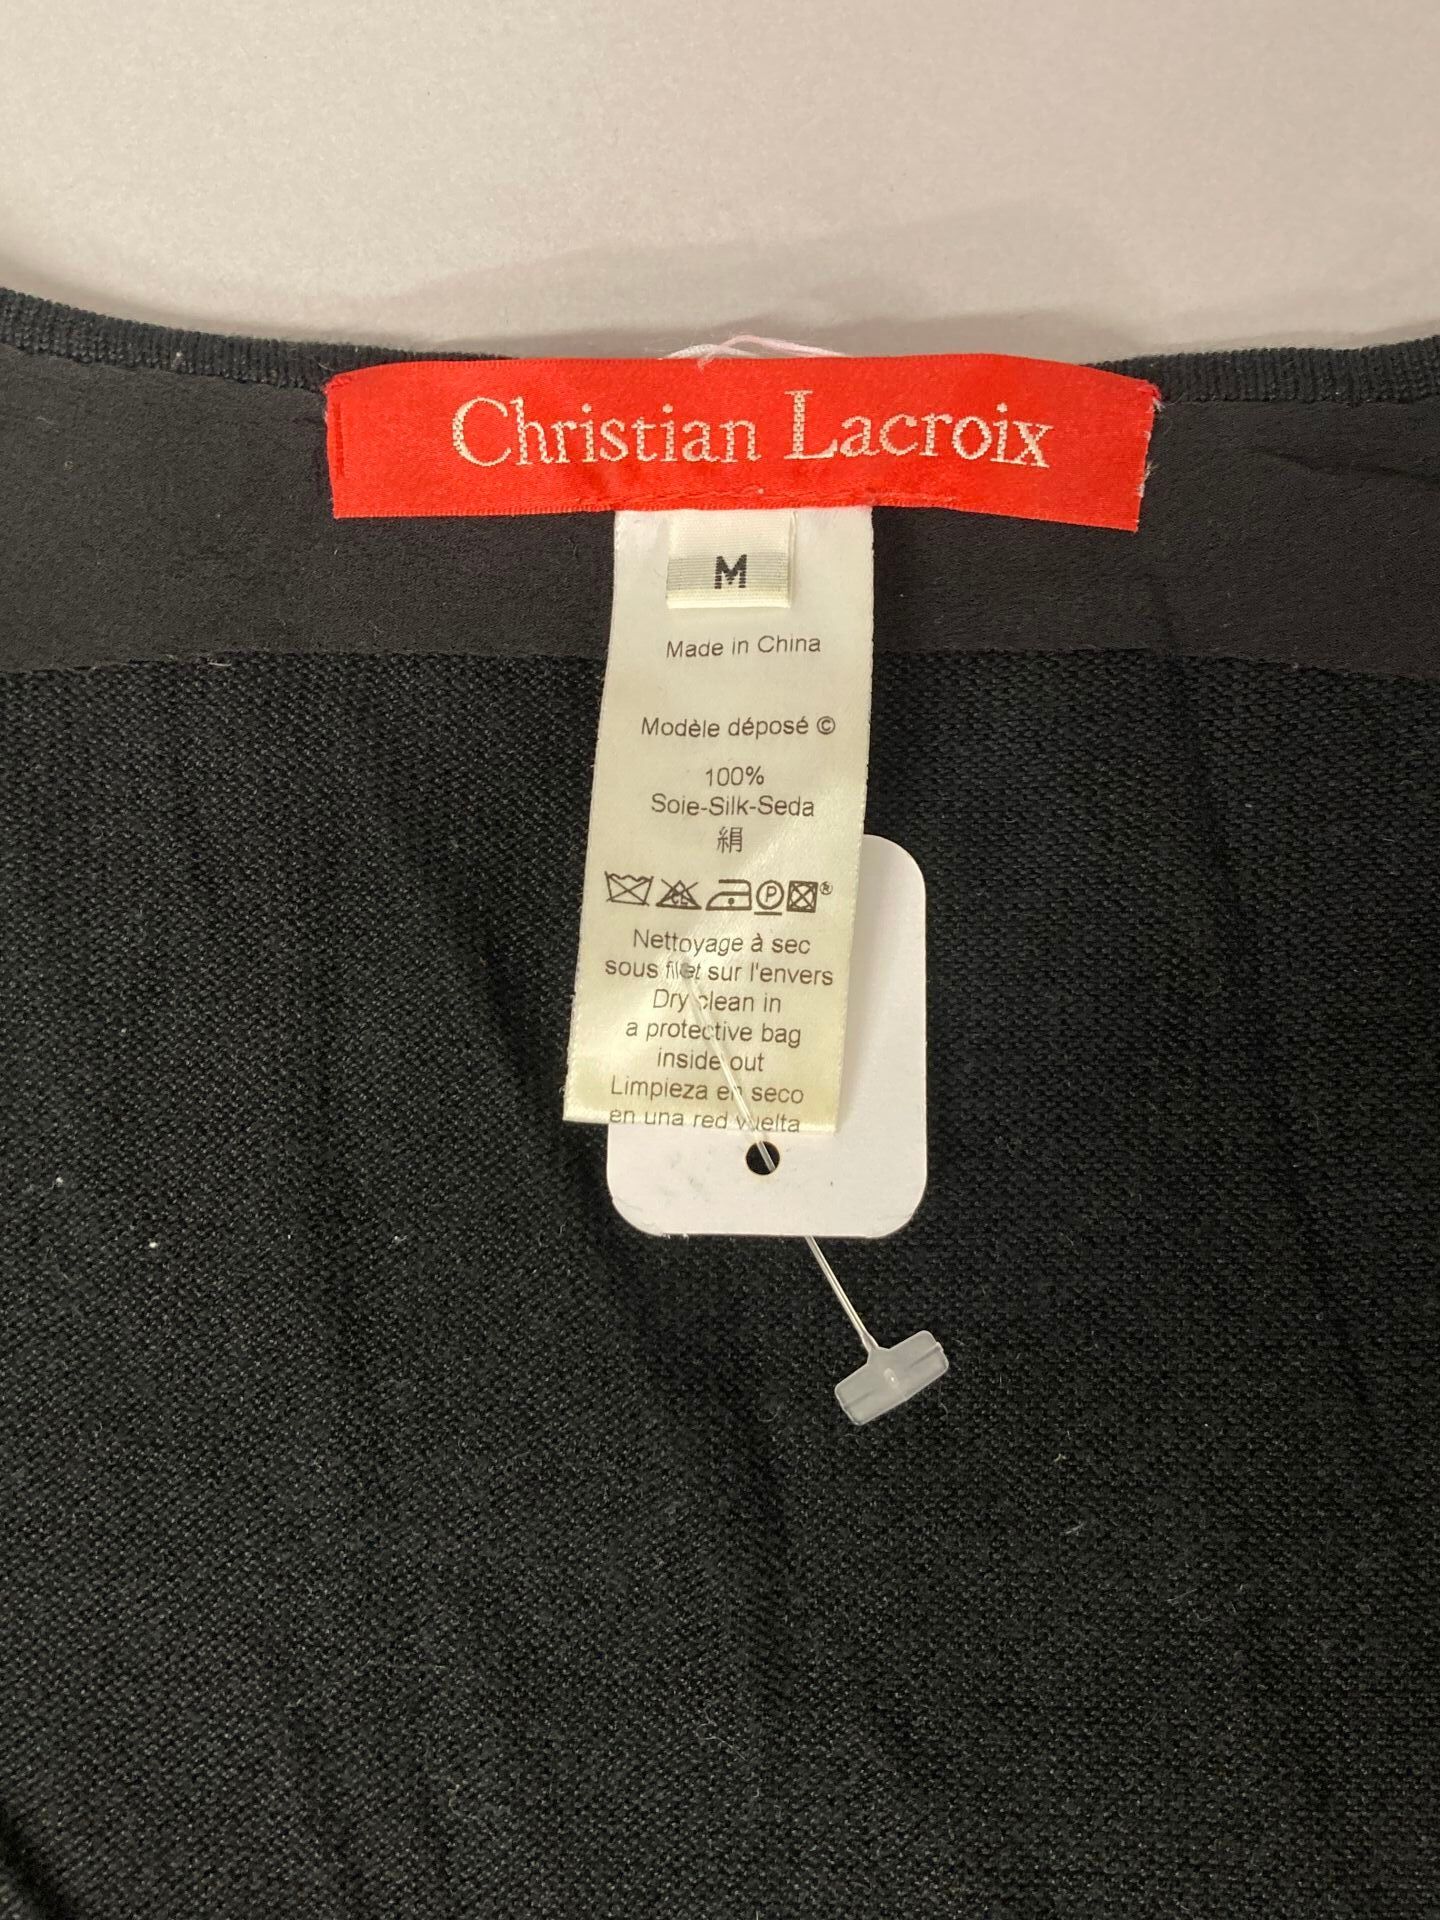 Christian Lacroix
M
Made in China
Modèle déposé ©
100%
Soie-Silk-Seda
絹
CL P ®
Nettoyage à sec
sous filet sur l'envers
Dry clean in
a protective bag
inside out
Limpieza en seco
en una red vuelta